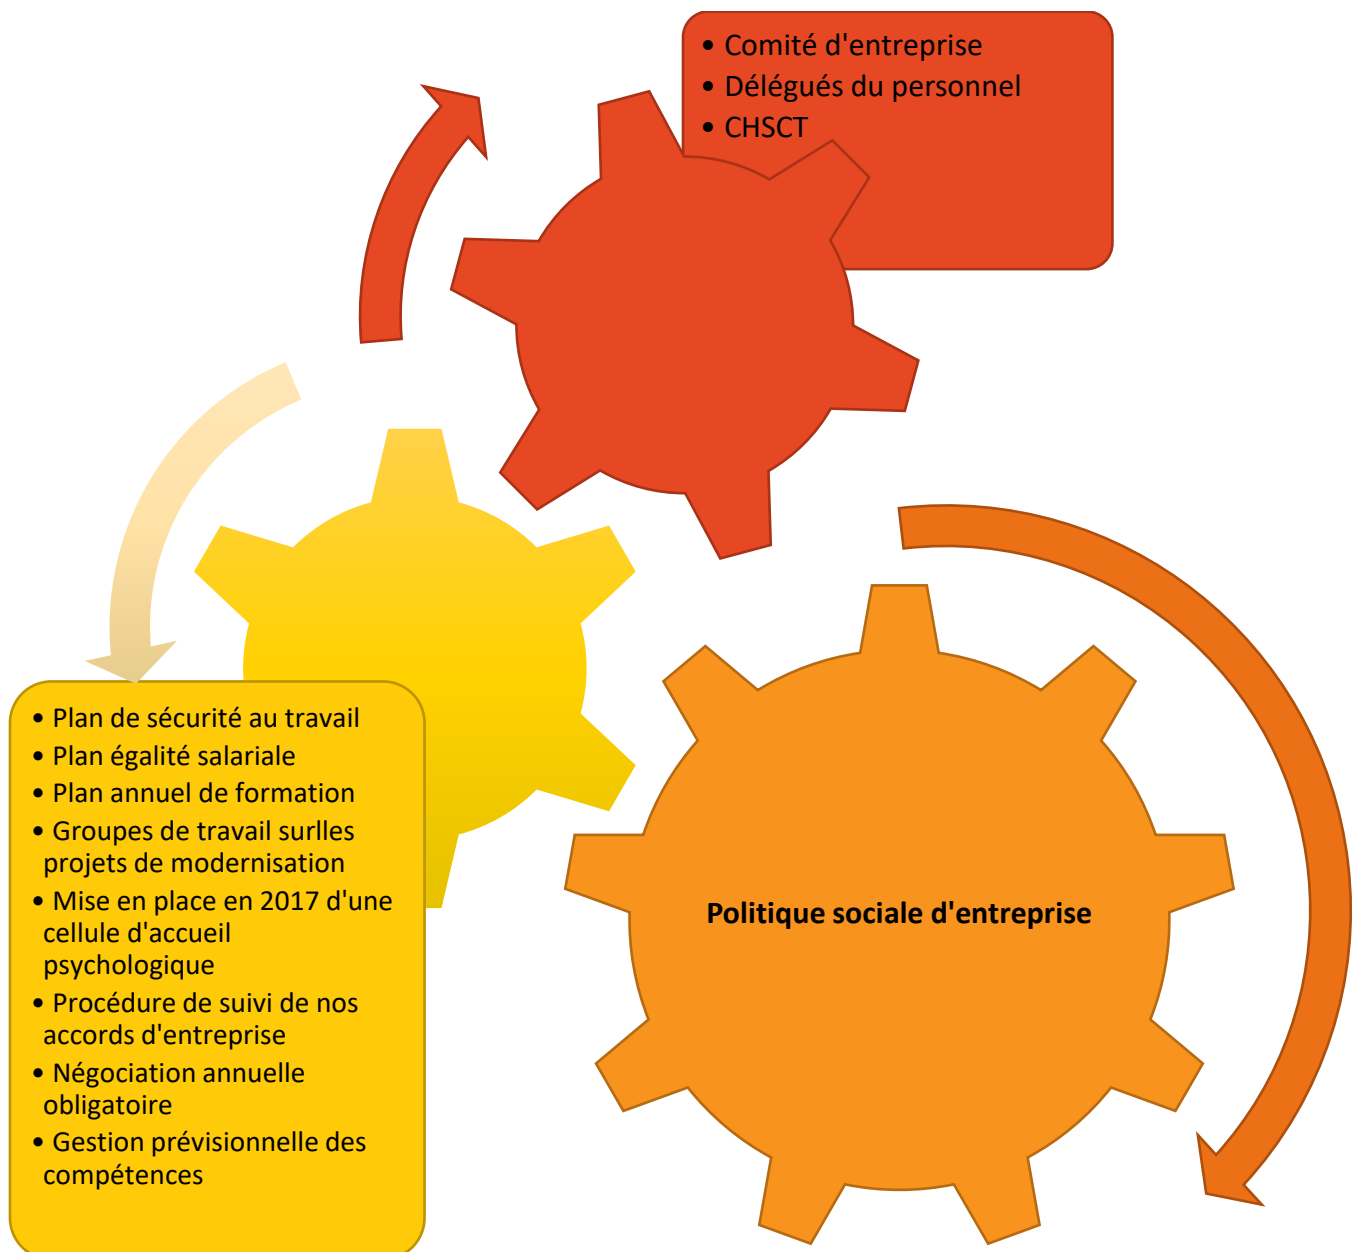 • Comité d'entreprise
• Délégués du personnel
• CHSCT
• Plan de sécurité au travail
• Plan égalité salariale
• Plan annuel de formation
• Groupes de travail surlles
projets de modernisation
• Mise en place en 2017 d'une
cellule d'accueil
psychologique
• Procédure de suivi de nos
accords d'entreprise
• Négociation annuelle
obligatoire
• Gestion prévisionnelle des
compétences
Politique sociale d'entreprise